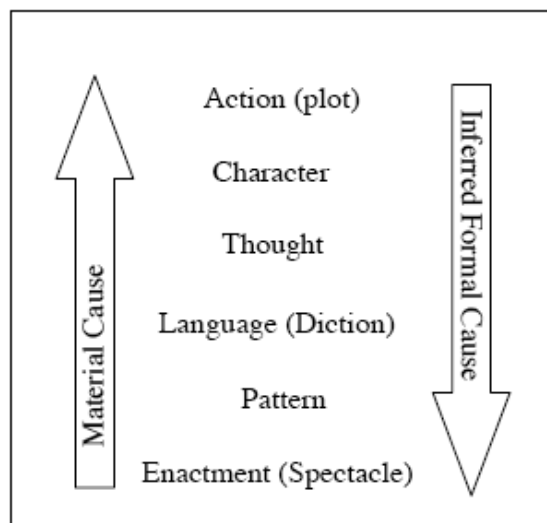 Action (plot)
Character
Thought
Language (Diction)
Pattern
Enactment (Spectacle)
Material Cause
Inferred Formal Cause